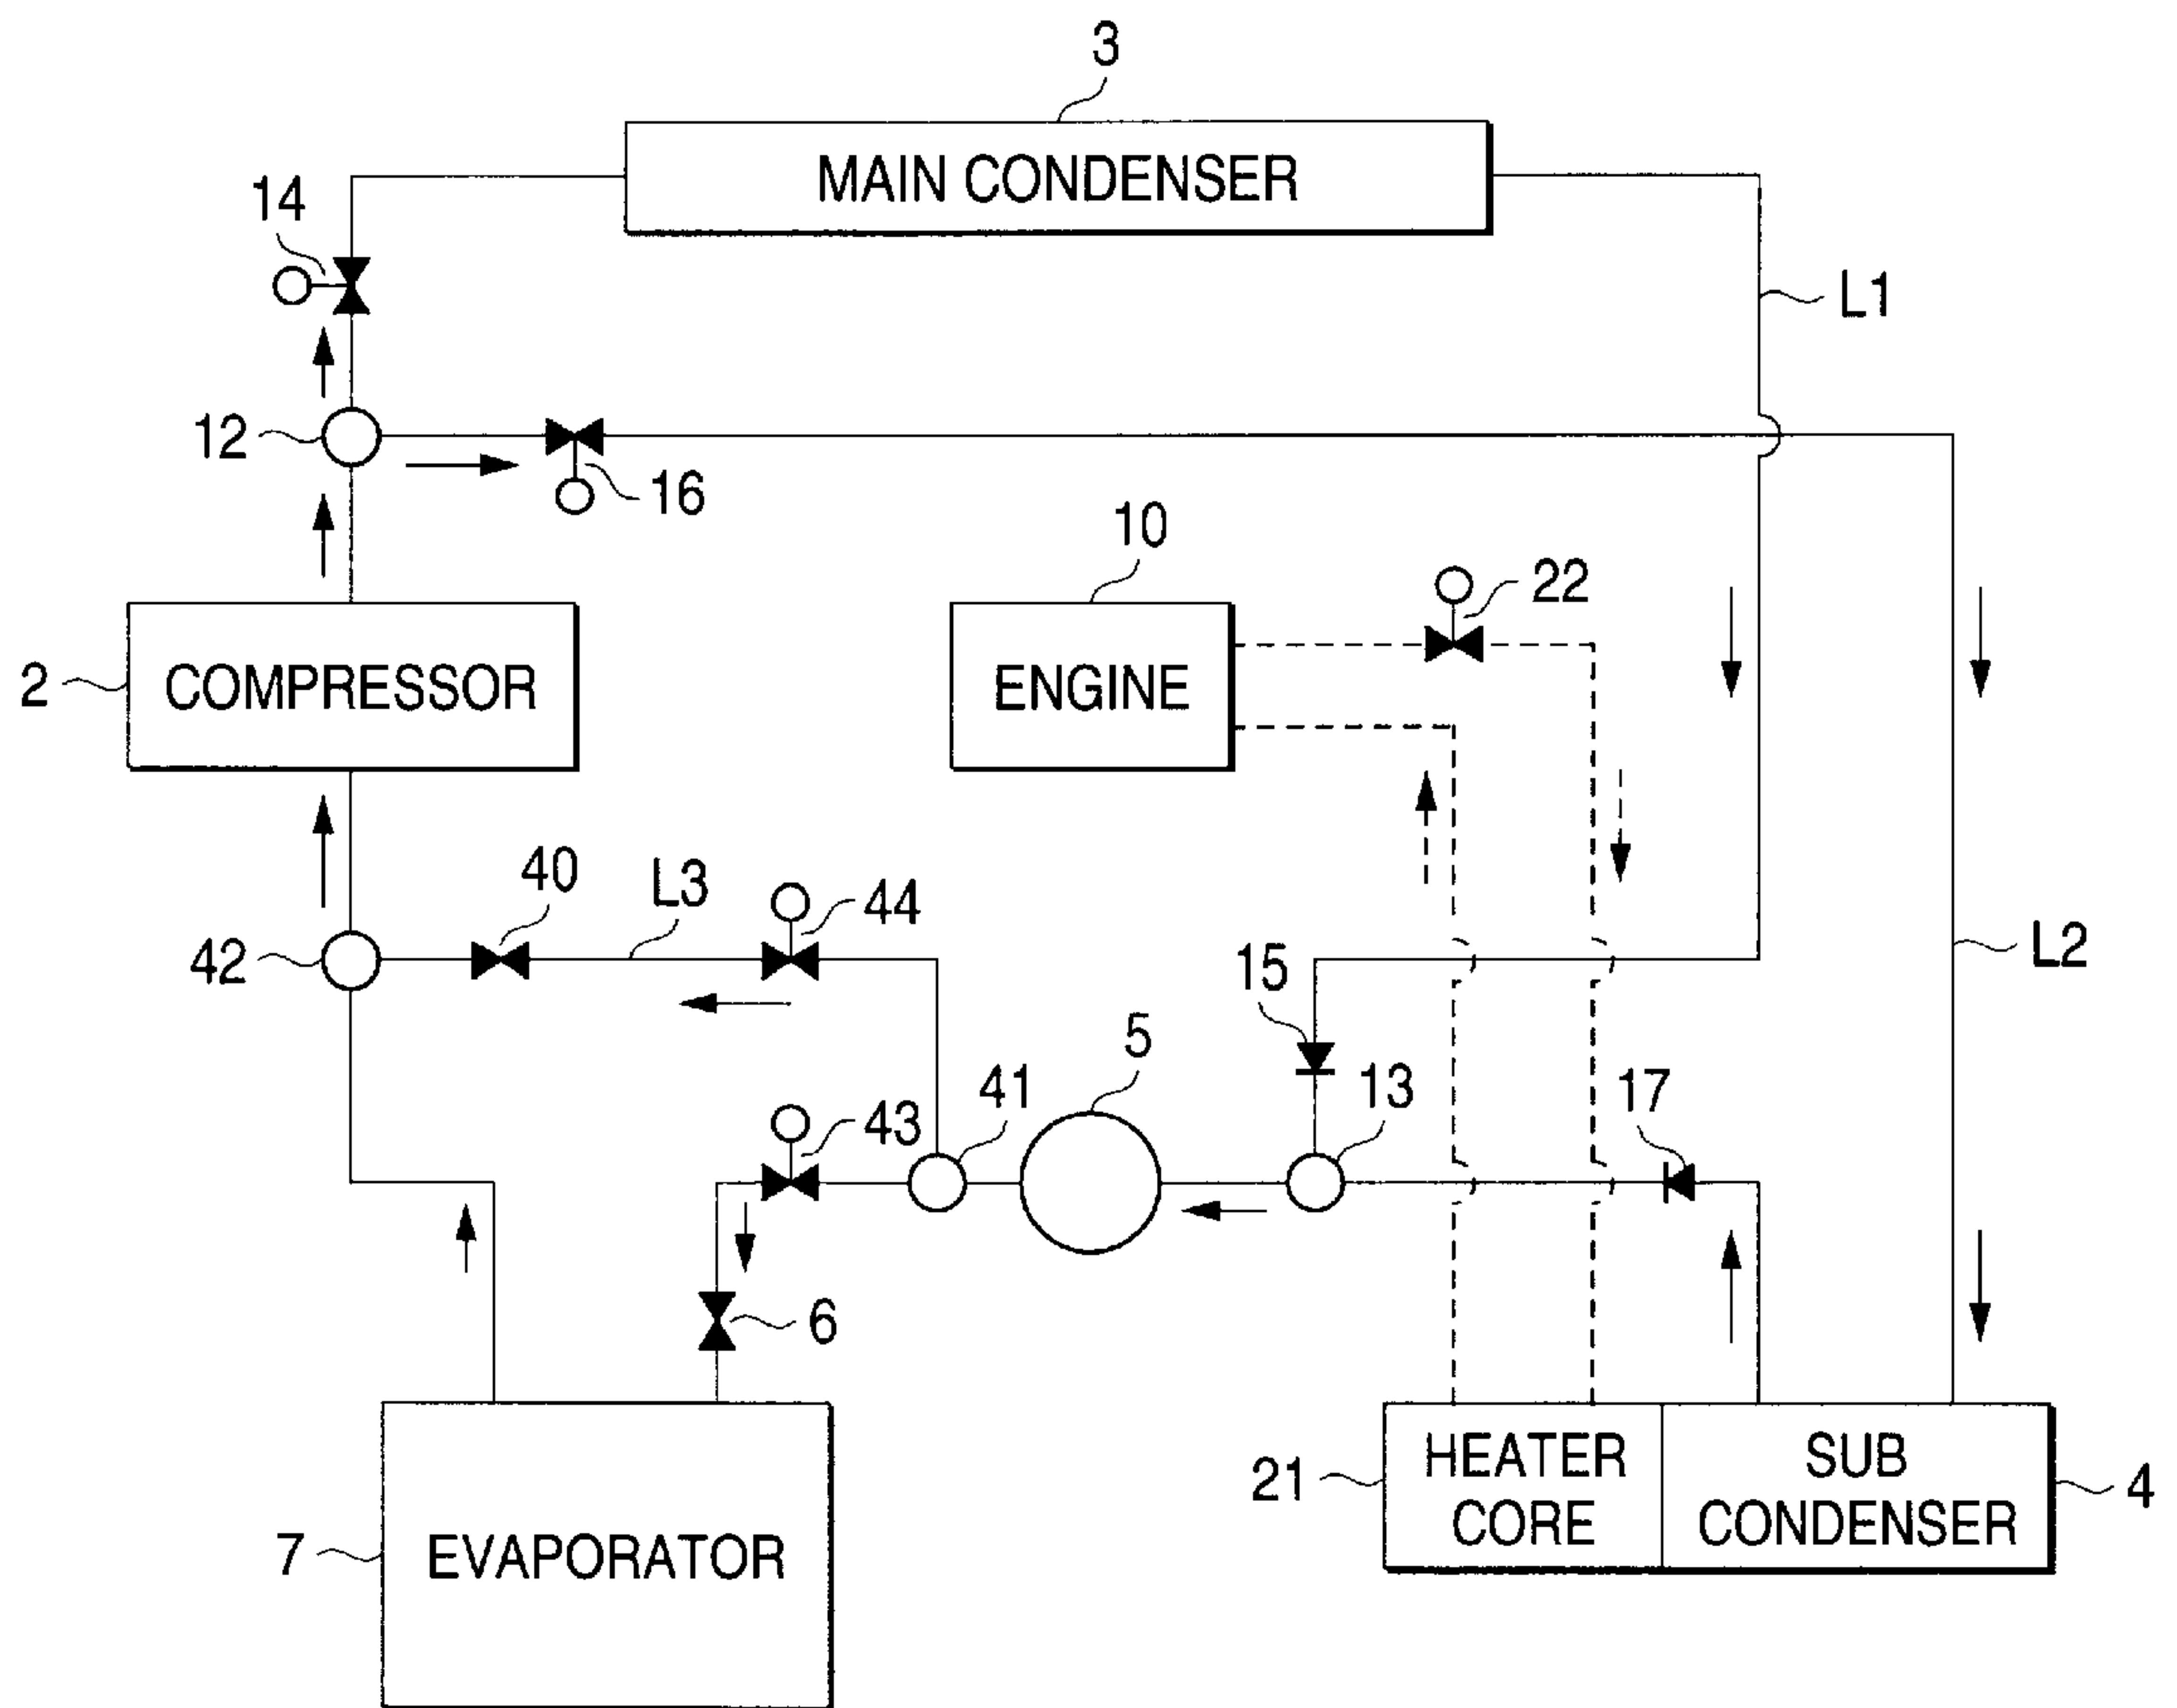 3
MAIN CONDENSER
14
L1
12
16
10
22
2
COMPRESSOR
ENGINE
40
L3
44
42
15
L2
5
41
13
17
43
6
HEATER
CORE
SUB
CONDENSER
21
4
7
EVAPORATOR